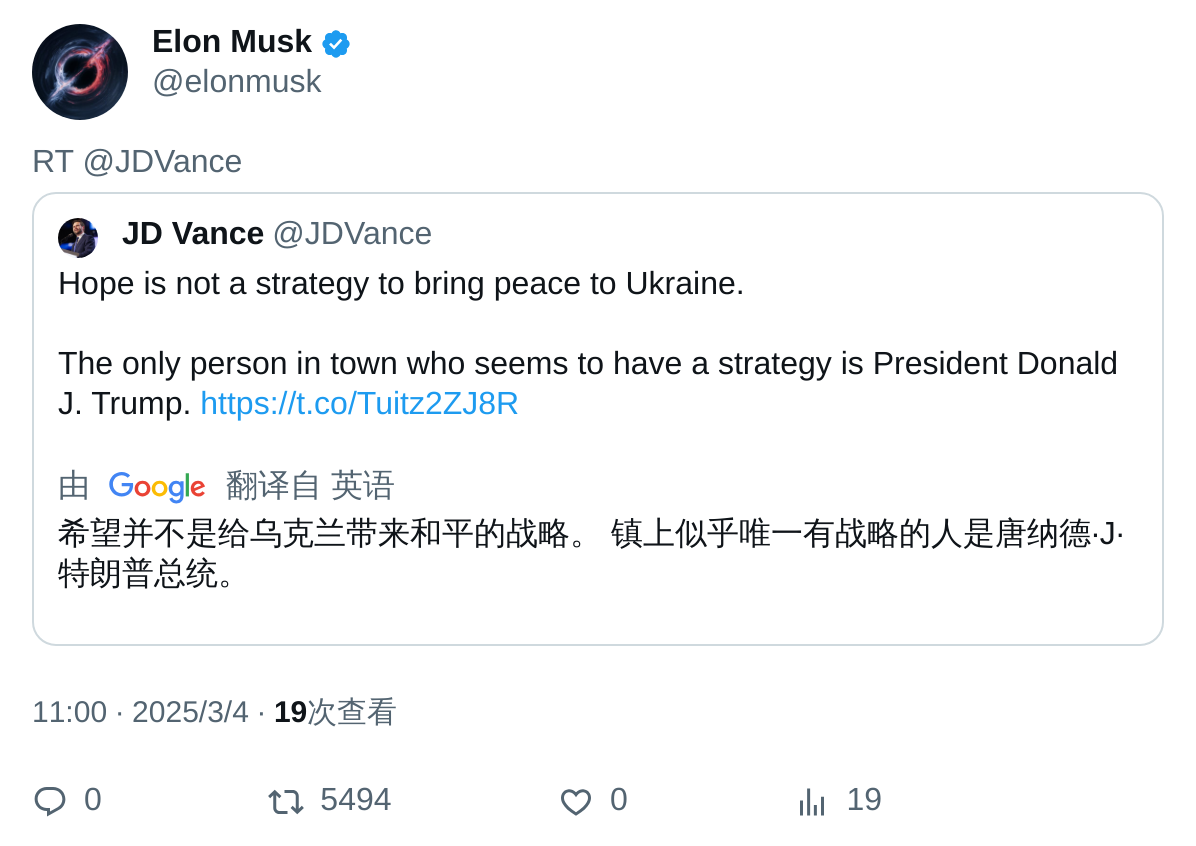 Elon Musk
@elonmusk
RT @JDVance
JD Vance @JDVance
Hope is not a strategy to bring peace to Ukraine.
The only person in town who seems to have a strategy is President Donald
J. Trump. https://t.co/Tuitz2ZJ8R
由 Google 翻译自 英语
希望并不是给乌克兰带来和平的战略。 镇上似乎唯一有战略的人是唐纳德·J·
特朗普总统。
11:00 · 2025/3/4 · 19次查看
0 5494 0 19